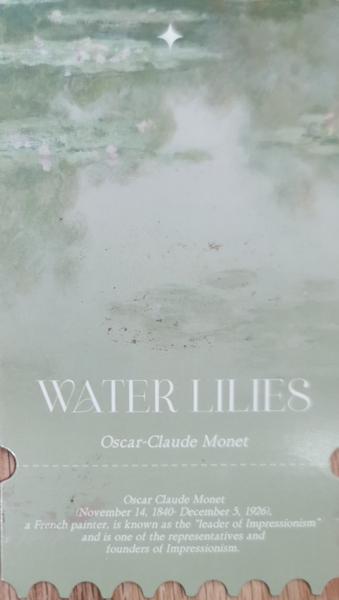 WATER LILIES
Oscar-Claude Monet
Oscar Claude Monet
(November 14, 1840- December 5, 1926),
a French painter, is known as the "leader of Impressionism"
and is one of the representatives and
founders of Impressionism.